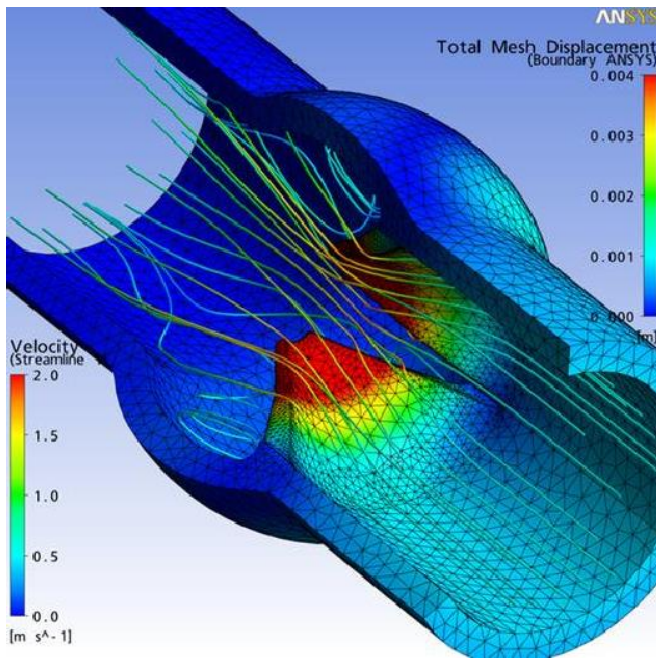 ANSYS
Total Mesh Displacement
(Boundary ANSYS)
0.004
0.003
0.002
0.001
0.000
[m]
Velocity
(Streamline
2.0
1.5
1.0
0.5
0.0
[m s^-1]